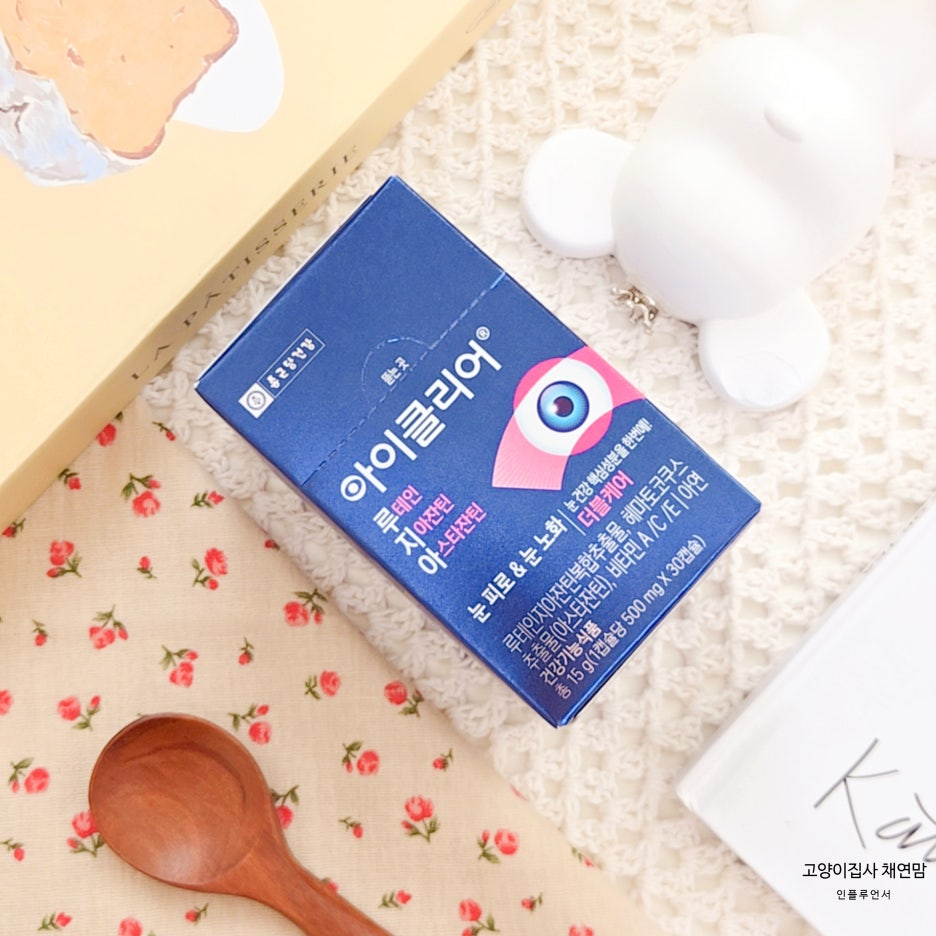 LA PÂTISSERIE
종근당건강
뜯는 곳
아이클리어®
루테인
지아잔틴
아스타잔틴
눈 피로 & 눈 노화
눈 건강 핵심성분을 한번에!
더블케어
루테인지아잔틴복합추출물, 헤마토코쿠스
추출물(아스타잔틴), 비타민 A / C / E | 아연
건강기능식품
총 15 g(1캡슐당 500 mg X 30캡슐)
고양이집사 채연맘
인플루언서